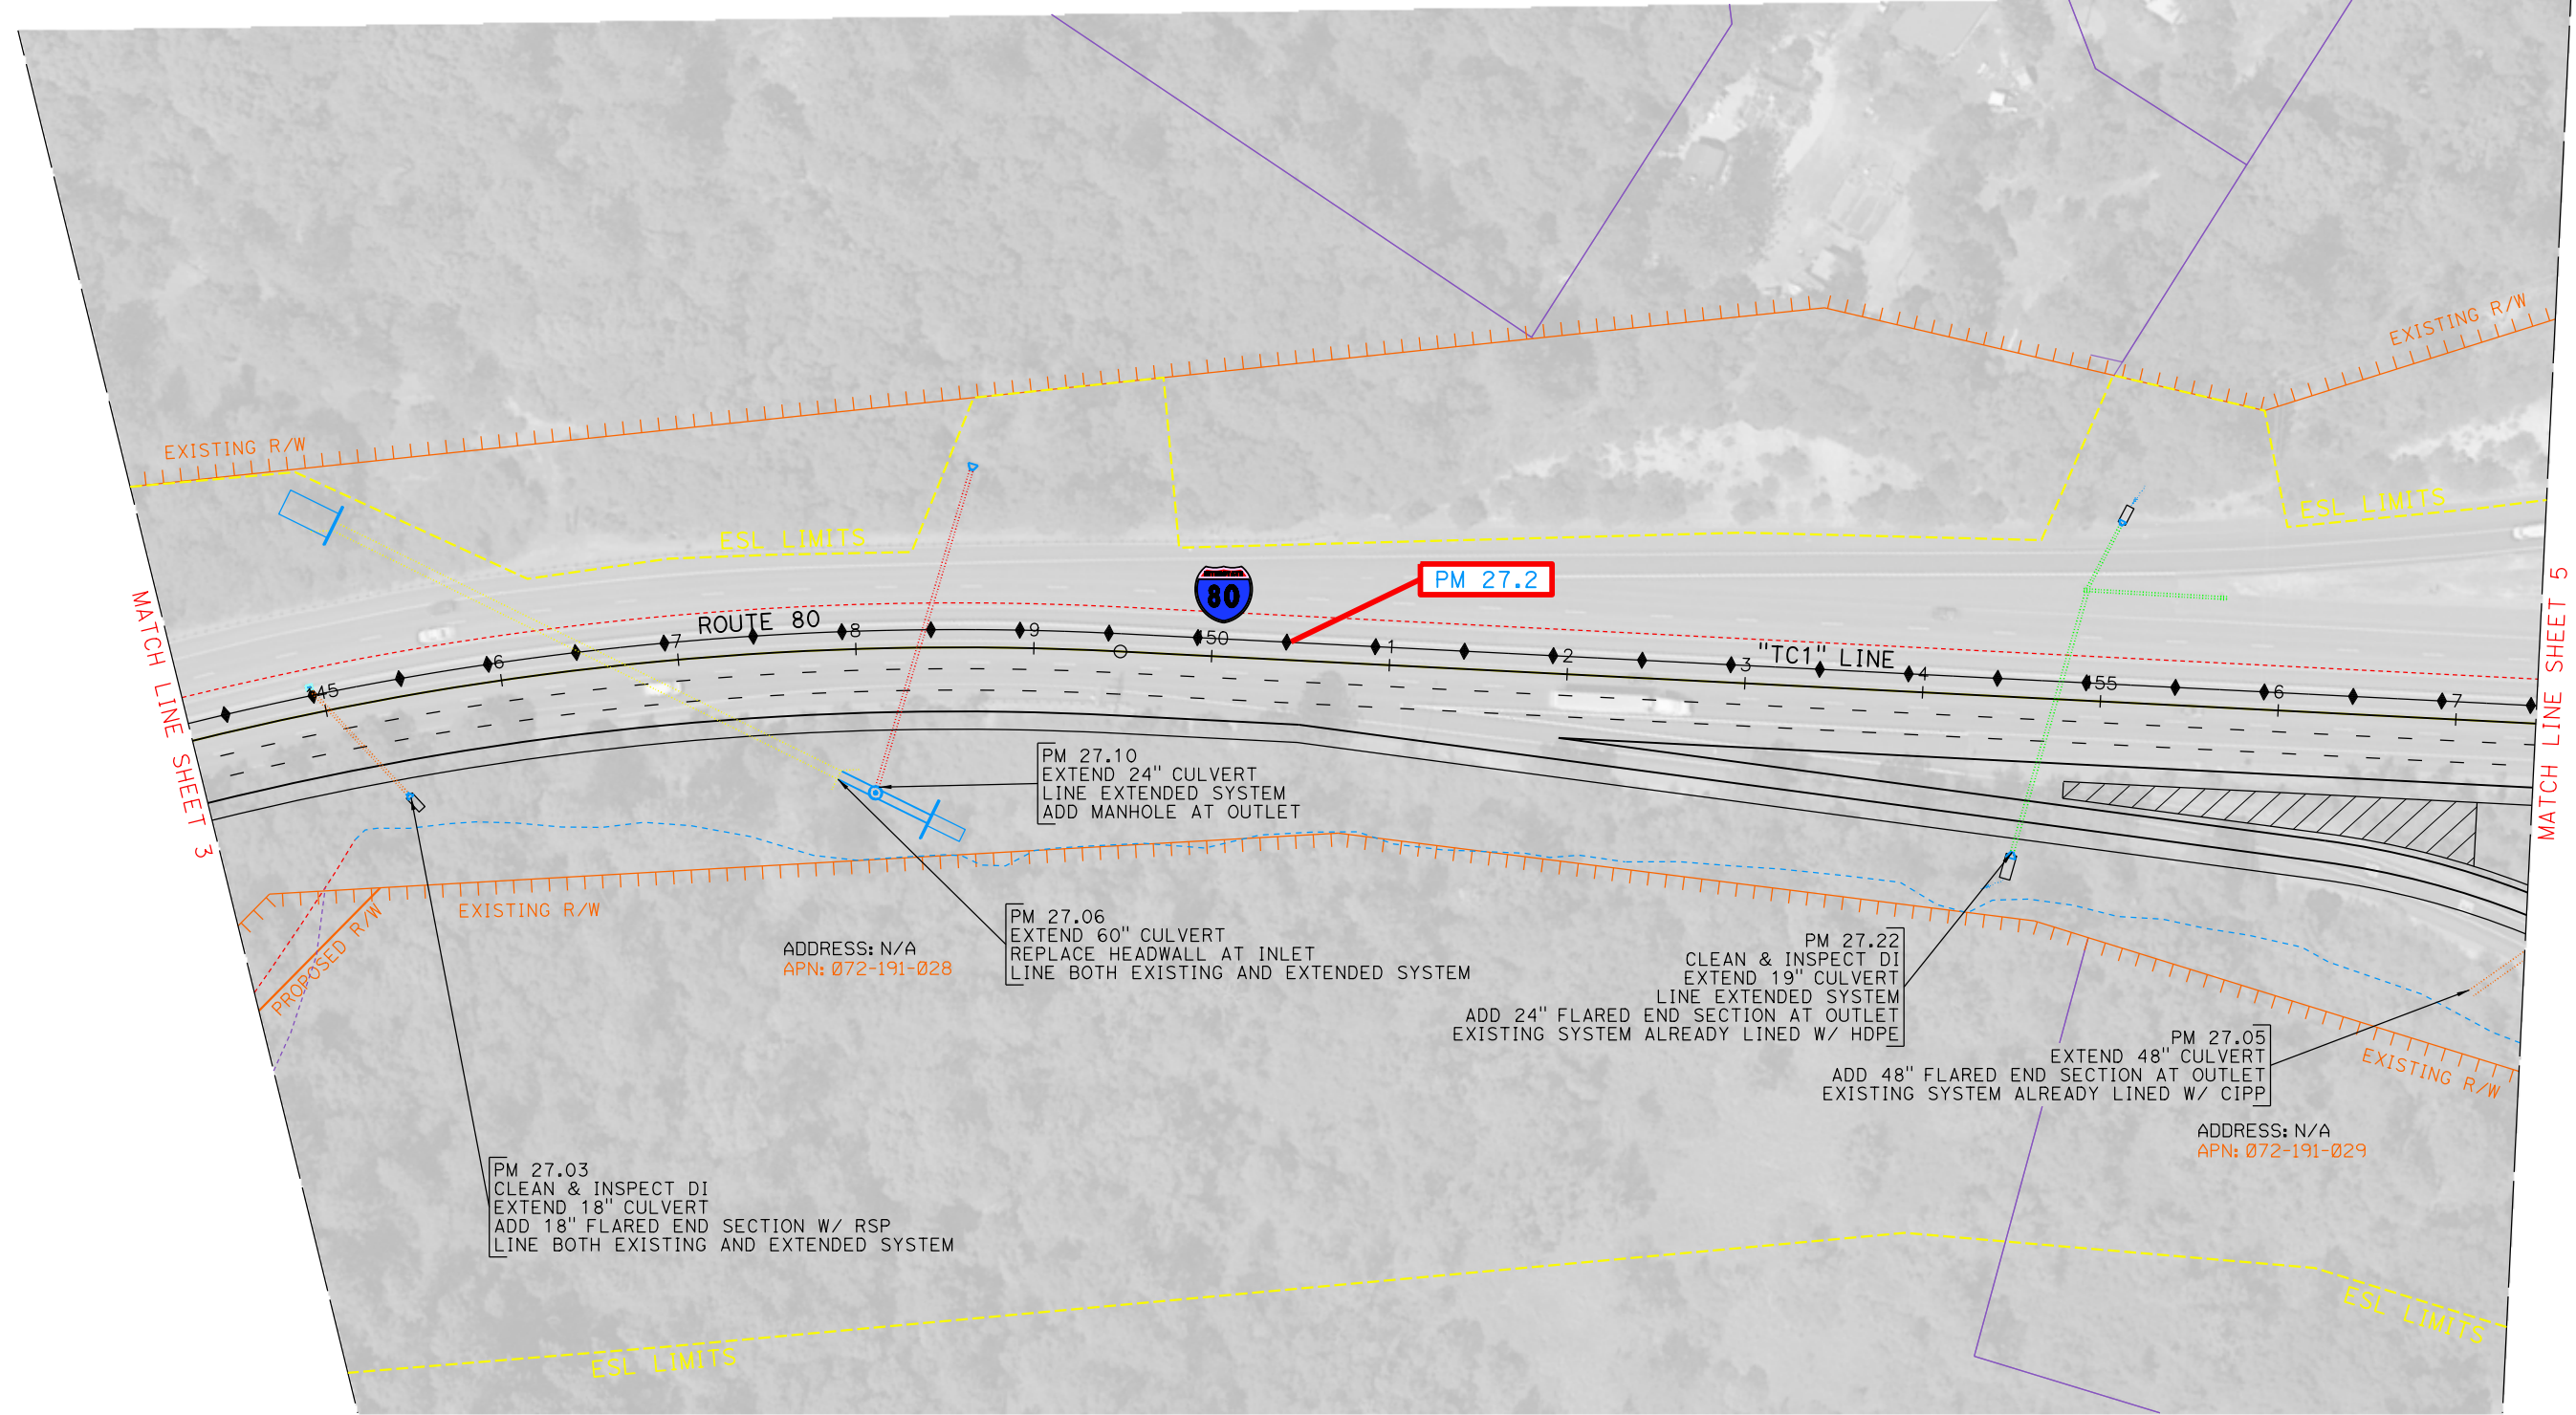 EXISTING R/W
EXISTING R/W
ESL LIMITS
ESL LIMITS
PM 27.2
80
MATCH LINE SHEET 3
MATCH LINE SHEET 5
ROUTE 80
"TC1" LINE
45
6
7
8
9
50
1
2
3
4
55
6
7
PM 27.10
EXTEND 24" CULVERT
LINE EXTENDED SYSTEM
ADD MANHOLE AT OUTLET
PROPOSED R/W
EXISTING R/W
ADDRESS: N/A
APN: 072-191-028
PM 27.06
EXTEND 60" CULVERT
REPLACE HEADWALL AT INLET
LINE BOTH EXISTING AND EXTENDED SYSTEM
PM 27.22
CLEAN & INSPECT DI
EXTEND 19" CULVERT
LINE EXTENDED SYSTEM
ADD 24" FLARED END SECTION AT OUTLET
EXISTING SYSTEM ALREADY LINED W/ HDPE
PM 27.05
EXTEND 48" CULVERT
ADD 48" FLARED END SECTION AT OUTLET
EXISTING SYSTEM ALREADY LINED W/ CIPP
EXISTING R/W
ADDRESS: N/A
APN: 072-191-029
PM 27.03
CLEAN & INSPECT DI
EXTEND 18" CULVERT
ADD 18" FLARED END SECTION W/ RSP
LINE BOTH EXISTING AND EXTENDED SYSTEM
ESL LIMITS
ESL LIMITS